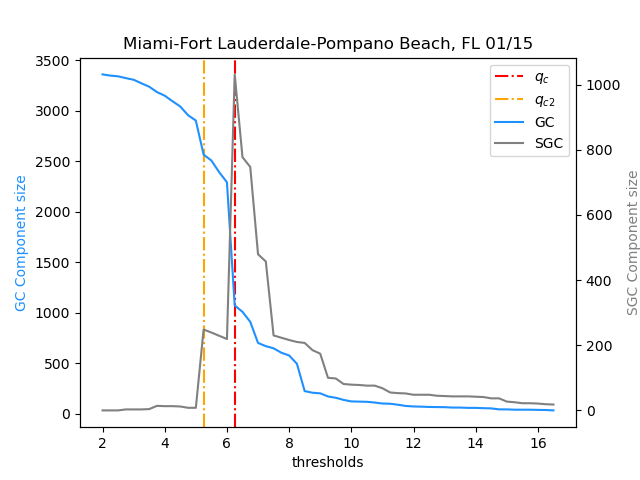 Miami-Fort Lauderdale-Pompano Beach, FL 01/15
GC Component size
3500
3000
2500
2000
1500
1000
500
0
q_c
q_c2
GC
SGC
1000
800
600
400
200
0
SGC Component size
2 4 6 8 10 12 14 16
thresholds